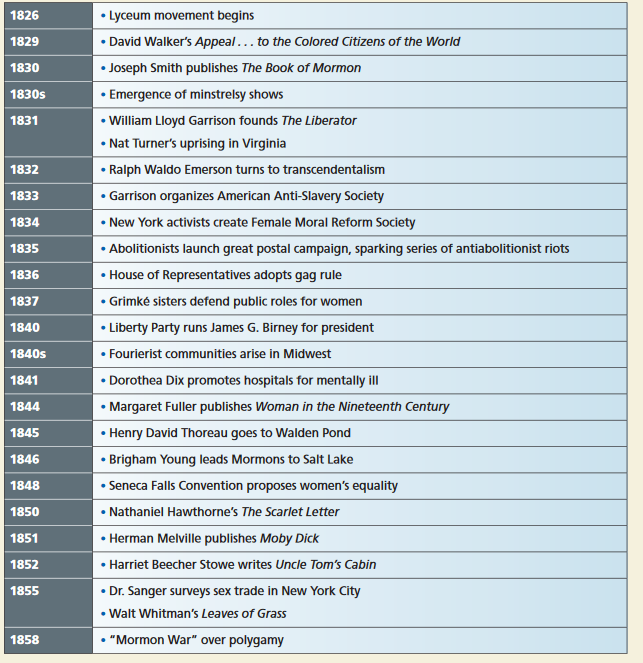 1826 • Lyceum movement begins
1829 • David Walker's Appeal . . . to the Colored Citizens of the World
1830 • Joseph Smith publishes The Book of Mormon
1830s • Emergence of minstrelsy shows
1831 • William Lloyd Garrison founds The Liberator
• Nat Turner's uprising in Virginia
1832 • Ralph Waldo Emerson turns to transcendentalism
1833 • Garrison organizes American Anti-Slavery Society
1834 • New York activists create Female Moral Reform Society
1835 • Abolitionists launch great postal campaign, sparking series of antiabolitionist riots
1836 • House of Representatives adopts gag rule
1837 • Grimké sisters defend public roles for women
1840 • Liberty Party runs James G. Birney for president
1840s • Fourierist communities arise in Midwest
1841 • Dorothea Dix promotes hospitals for mentally ill
1844 • Margaret Fuller publishes Woman in the Nineteenth Century
1845 • Henry David Thoreau goes to Walden Pond
1846 • Brigham Young leads Mormons to Salt Lake
1848 • Seneca Falls Convention proposes women's equality
1850 • Nathaniel Hawthorne's The Scarlet Letter
1851 • Herman Melville publishes Moby Dick
1852 • Harriet Beecher Stowe writes Uncle Tom's Cabin
1855 • Dr. Sanger surveys sex trade in New York City
• Walt Whitman's Leaves of Grass
1858 • "Mormon War" over polygamy